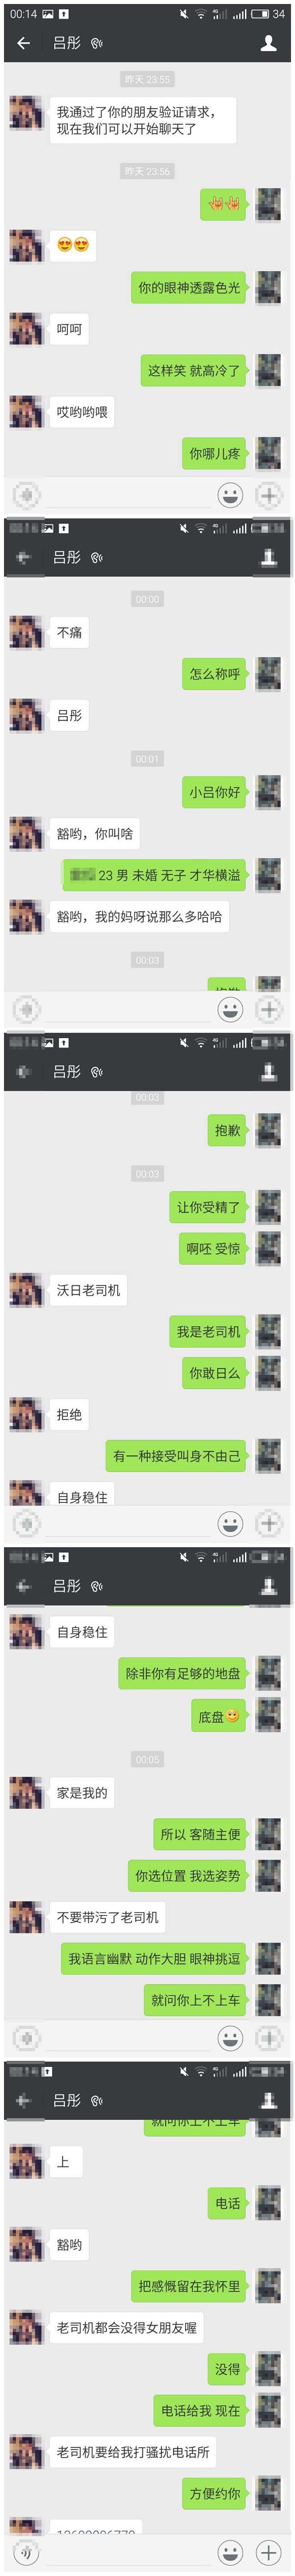 00:14
4G
34
吕彤
昨天 23:55
我通过了你的朋友验证请求，
现在我们可以开始聊天了
昨天 23:56
你的眼神透露色光
呵呵
这样笑 就高冷了
哎哟哟喂
你哪儿疼
4G
吕彤
00:00
不痛
怎么称呼
吕彤
00:01
小吕你好
豁哟，你叫啥
23 男 未婚 无子 才华横溢
豁哟，我的妈呀说那么多哈哈
00:03
抱歉
4G
吕彤
00:03
抱歉
00:03
让你受精了
啊呸 受惊
沃日老司机
我是老司机
你敢日么
拒绝
有一种接受叫身不由己
自身稳住
4G
吕彤
自身稳住
除非你有足够的地盘
底盘
00:05
家是我的
所以 客随主便
你选位置 我选姿势
不要带污了老司机
我语言幽默 动作大胆 眼神挑逗
就问你上不上车
4G
吕彤
就问你上不上车
上
电话
豁哟
把感慨留在我怀里
老司机都会没得女朋友喔
没得
电话给我 现在
老司机要给我打骚扰电话所
方便约你